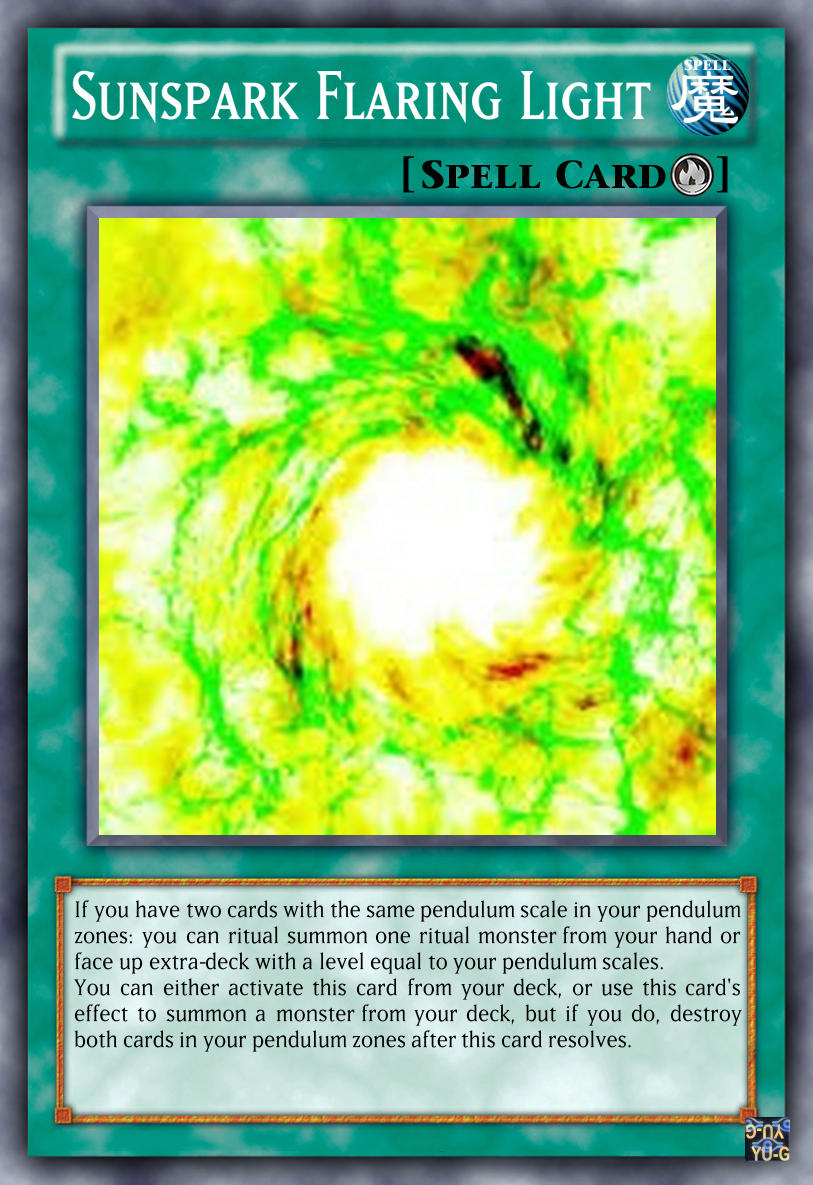 Sunspark Flaring Light
SPELL
魔
[Spell Card]
If you have two cards with the same pendulum scale in your pendulum
zones: you can ritual summon one ritual monster from your hand or
face up extra-deck with a level equal to your pendulum scales.
You can either activate this card from your deck, or use this card's
effect to summon a monster from your deck, but if you do, destroy
both cards in your pendulum zones after this card resolves.
YU-G
YU-G